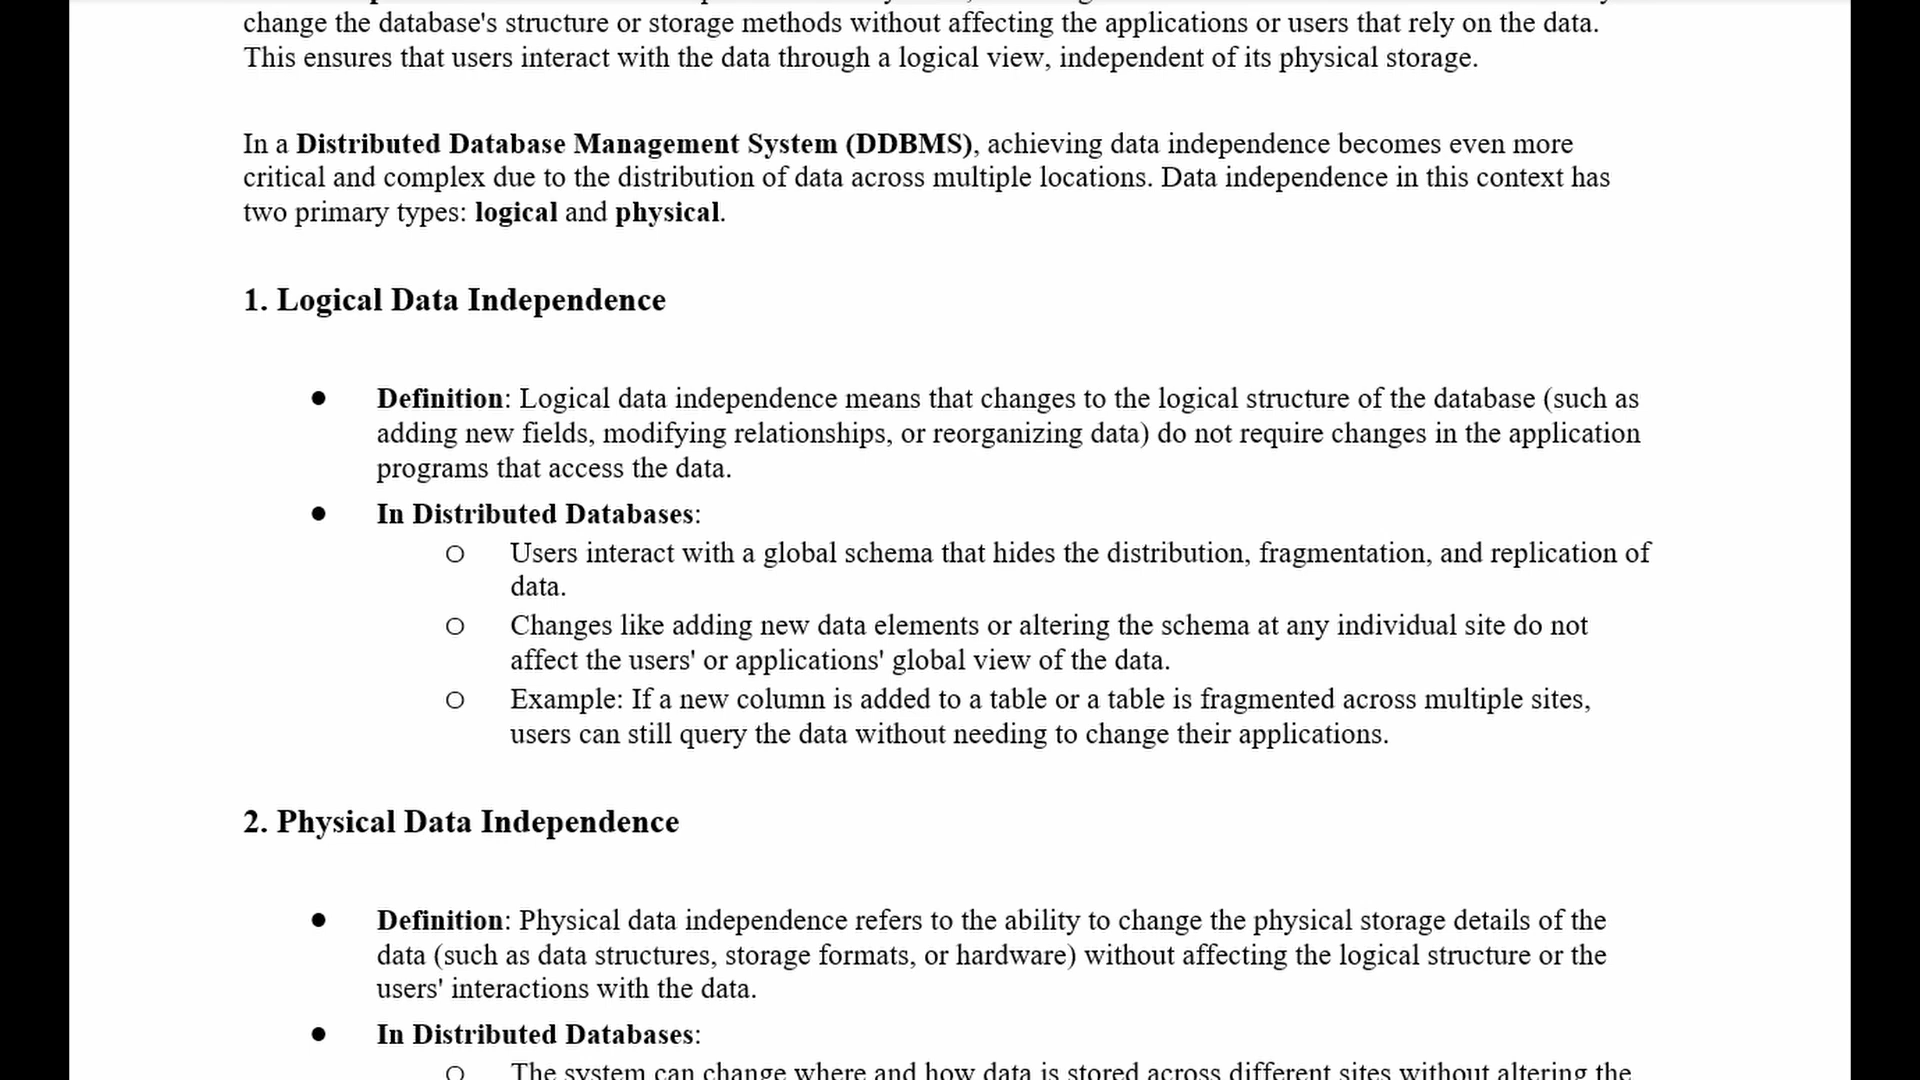 change the database's structure or storage methods without affecting the applications or users that rely on the data.
This ensures that users interact with the data through a logical view, independent of its physical storage.
In a Distributed Database Management System (DDBMS), achieving data independence becomes even more
critical and complex due to the distribution of data across multiple locations. Data independence in this context has
two primary types: logical and physical.
1. Logical Data Independence
● Definition: Logical data independence means that changes to the logical structure of the database (such as
adding new fields, modifying relationships, or reorganizing data) do not require changes in the application
programs that access the data.
● In Distributed Databases:
○ Users interact with a global schema that hides the distribution, fragmentation, and replication of
data.
○ Changes like adding new data elements or altering the schema at any individual site do not
affect the users' or applications' global view of the data.
○ Example: If a new column is added to a table or a table is fragmented across multiple sites,
users can still query the data without needing to change their applications.
2. Physical Data Independence
● Definition: Physical data independence refers to the ability to change the physical storage details of the
data (such as data structures, storage formats, or hardware) without affecting the logical structure or the
users' interactions with the data.
● In Distributed Databases:
○ The system can change where and how data is stored across different sites without altering the